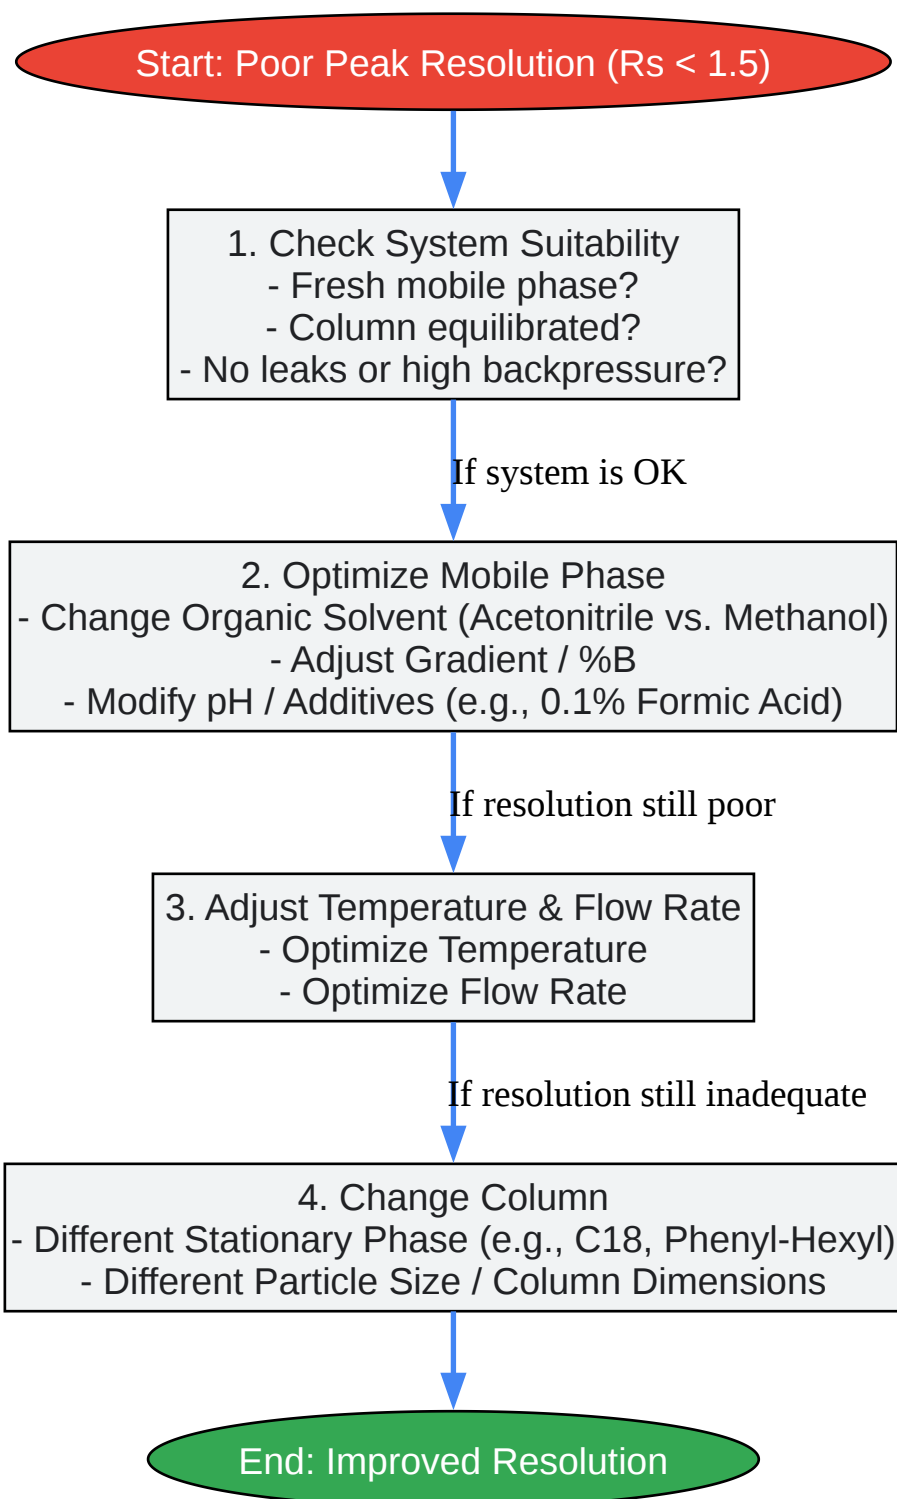 Start: Poor Peak Resolution (Rs < 1.5)
1. Check System Suitability
- Fresh mobile phase?
- Column equilibrated?
- No leaks or high backpressure?
If system is OK
2. Optimize Mobile Phase
- Change Organic Solvent (Acetonitrile vs. Methanol)
- Adjust Gradient / %B
- Modify pH / Additives (e.g., 0.1% Formic Acid)
If resolution still poor
3. Adjust Temperature & Flow Rate
- Optimize Temperature
- Optimize Flow Rate
If resolution still inadequate
4. Change Column
- Different Stationary Phase (e.g., C18, Phenyl-Hexyl)
- Different Particle Size / Column Dimensions
End: Improved Resolution